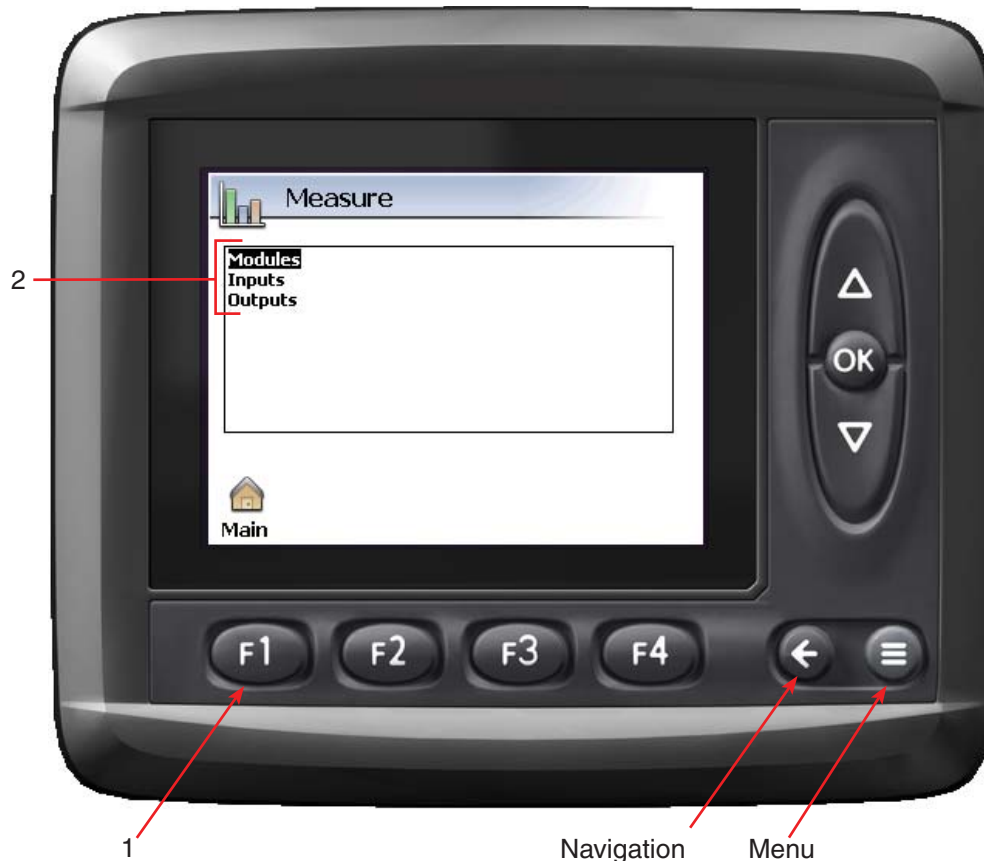 Measure
2
Modules
Inputs
Outputs
OK
Main
F1 F2 F3 F4
1
Navigation
Menu